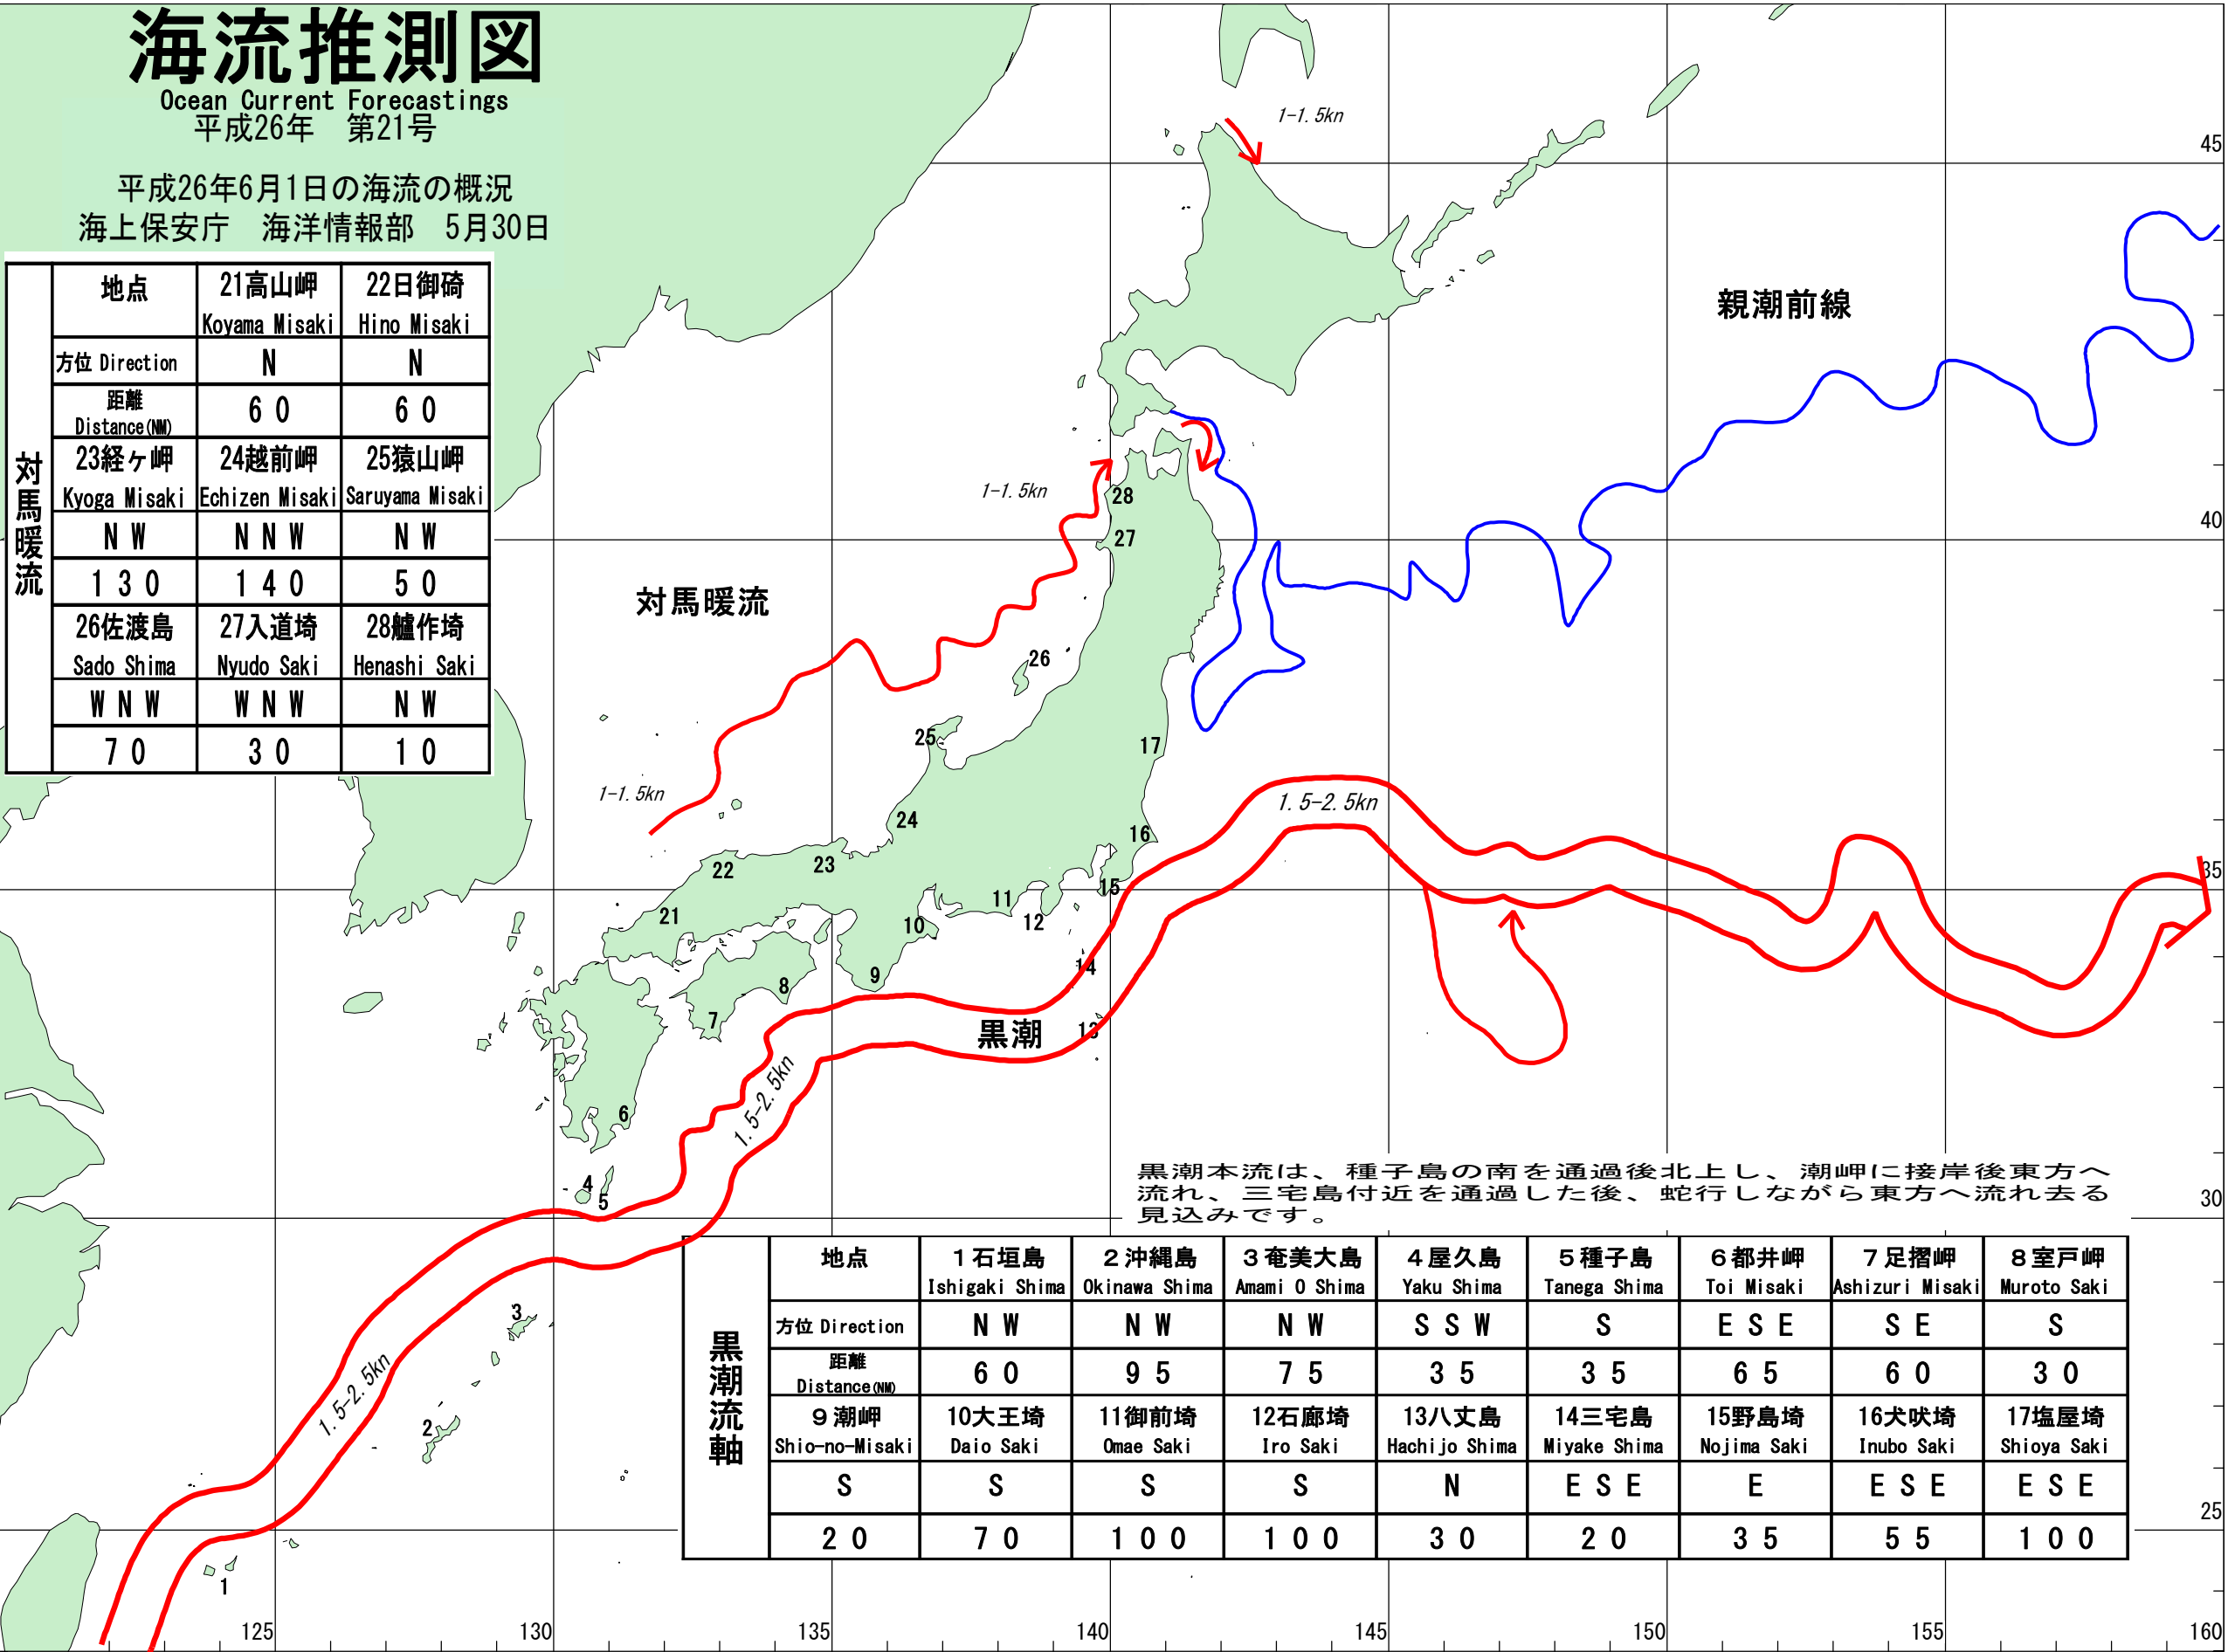 海流推測図
Ocean Current Forecastings
平成26年　第21号
平成26年6月1日の海流の概況
海上保安庁　海洋情報部　5月30日
対馬暖流
地点 21高山岬 22日御碕
Koyama Misaki Hino Misaki
方位 Direction N N
距離 Distance(NM) 60 60
23経ヶ岬 24越前岬 25猿山岬
Kyoga Misaki Echizen Misaki Saruyama Misaki
NW NNW NW
130 140 50
26佐渡島 27入道埼 28艫作埼
Sado Shima Nyudo Saki Henashi Saki
WNW WNW NW
70 30 10
1-1.5kn
45
親潮前線
1-1.5kn
28
40
27
対馬暖流
26
25
17
1-1.5kn
1.5-2.5kn
24
16
22
23
35
15
11
21
10
12
14
9
8
7
13
黒潮
1.5-2.5kn
6
4
5
黒潮本流は、種子島の南を通過後北上し、潮岬に接岸後東方へ
流れ、三宅島付近を通過した後、蛇行しながら東方へ流れ去る
見込みです。
30
3
1.5-2.5kn
2
1
黒潮流軸
地点 1石垣島 2沖縄島 3奄美大島 4屋久島 5種子島 6都井岬 7足摺岬 8室戸岬
Ishigaki Shima Okinawa Shima Amami O Shima Yaku Shima Tanega Shima Toi Misaki Ashizuri Misaki Muroto Saki
方位 Direction NW NW NW SSW S ESE SE S
距離 Distance(NM) 60 95 75 35 35 65 60 30
9潮岬 10大王埼 11御前埼 12石廊埼 13八丈島 14三宅島 15野島埼 16犬吠埼 17塩屋埼
Shio-no-Misaki Daio Saki Omae Saki Iro Saki Hachijo Shima Miyake Shima Nojima Saki Inubo Saki Shioya Saki
S S S S N ESE E ESE ESE
20 70 100 100 30 20 35 55 100
25
125 130 135 140 145 150 155 160